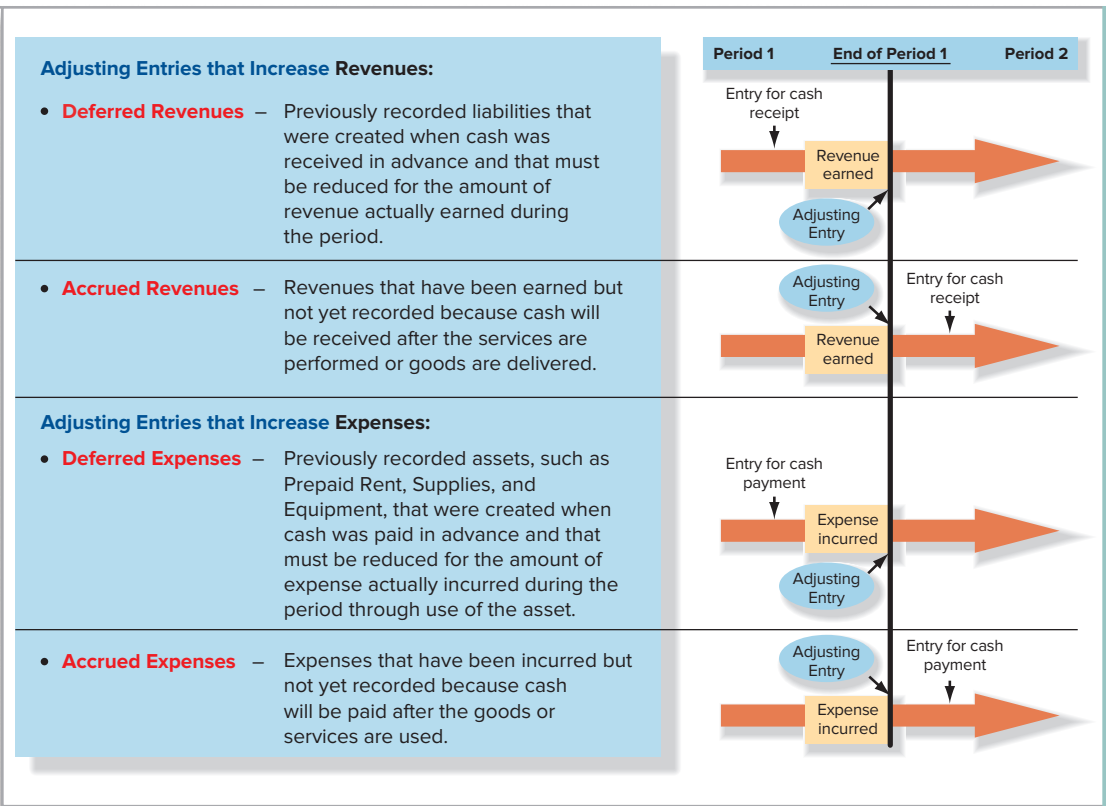 Adjusting Entries that Increase Revenues:
• Deferred Revenues – Previously recorded liabilities that
were created when cash was
received in advance and that must
be reduced for the amount of
revenue actually earned during
the period.
Period 1 End of Period 1 Period 2
Entry for cash
receipt
Revenue
earned
Adjusting
Entry
• Accrued Revenues – Revenues that have been earned but
not yet recorded because cash will
be received after the services are
performed or goods are delivered.
Adjusting
Entry
Entry for cash
receipt
Revenue
earned
Adjusting Entries that Increase Expenses:
• Deferred Expenses – Previously recorded assets, such as
Prepaid Rent, Supplies, and
Equipment, that were created when
cash was paid in advance and that
must be reduced for the amount of
expense actually incurred during the
period through use of the asset.
Entry for cash
payment
Expense
incurred
Adjusting
Entry
• Accrued Expenses – Expenses that have been incurred but
not yet recorded because cash
will be paid after the goods or
services are used.
Adjusting
Entry
Entry for cash
payment
Expense
incurred